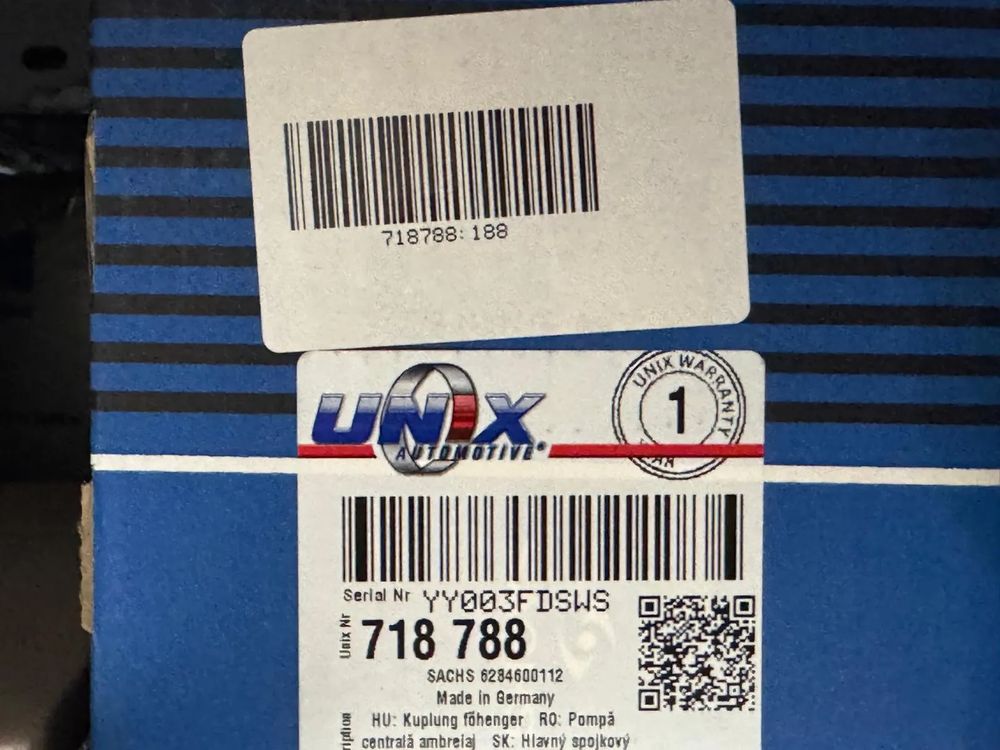 718788:188
UNIX
AUTOMOTIVE®
UNIX WARRANTY
1
Serial Nr YY003FDSWS
Unix Nr 718 788
SACHS 6284600112
Made in Germany
HU: Kuplung főhenger RO: Pompă
centrală ambreiaj SK: Hlavný spojkový